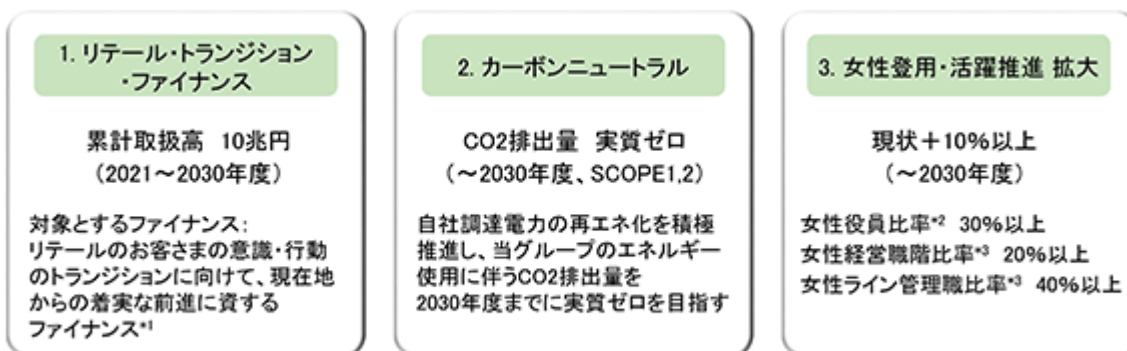 1. リテール・トランジション
・ファイナンス
累計取扱高　10兆円
（2021～2030年度）
対象とするファイナンス：
リテールのお客さまの意識・行動
のトランジションに向けて、現在地
からの着実な前進に資する
ファイナンス*1
2. カーボンニュートラル
CO2排出量　実質ゼロ
（～2030年度、SCOPE1,2）
自社調達電力の再エネ化を積極
推進し、当グループのエネルギー
使用に伴うCO2排出量を
2030年度までに実質ゼロを目指す
3. 女性登用・活躍推進 拡大
現状＋10％以上
（～2030年度）
女性役員比率*2　30％以上
女性経営職階比率*3　20％以上
女性ライン管理職比率*3　40％以上